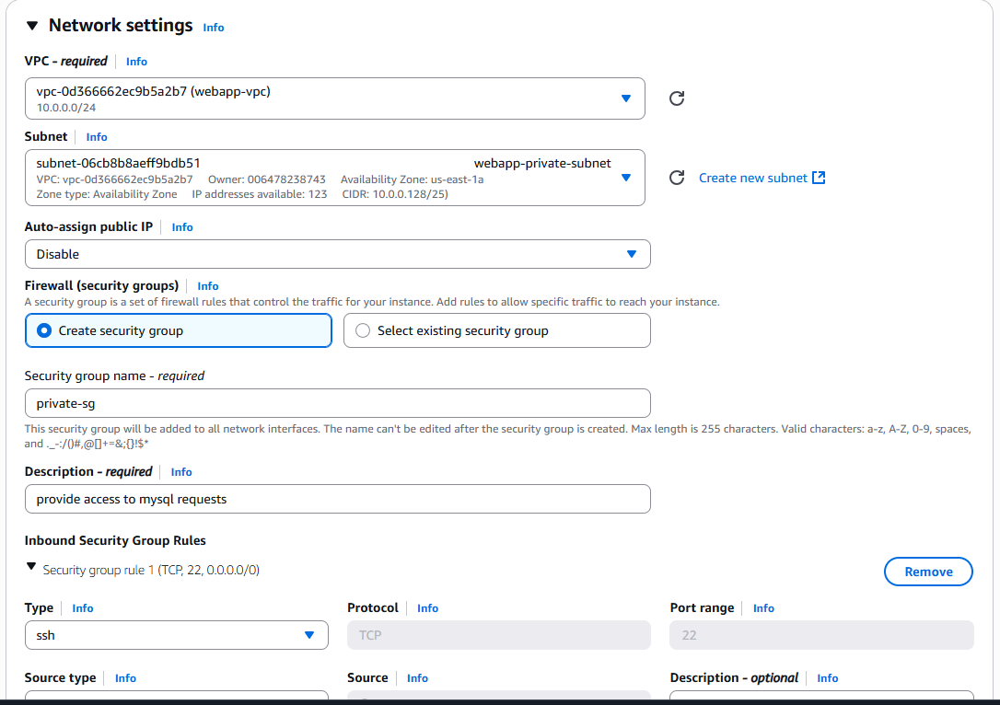 Network settings Info
VPC - required Info
vpc-0d366662ec9b5a2b7 (webapp-vpc)
10.0.0.0/24
Subnet Info
subnet-06cb8b8aeff9bdb51 webapp-private-subnet
VPC: vpc-0d366662ec9b5a2b7 Owner: 006478238743 Availability Zone: us-east-1a
Zone type: Availability Zone IP addresses available: 123 CIDR: 10.0.0.128/25)
Create new subnet
Auto-assign public IP Info
Disable
Firewall (security groups) Info
A security group is a set of firewall rules that control the traffic for your instance. Add rules to allow specific traffic to reach your instance.
Create security group Select existing security group
Security group name - required
private-sg
This security group will be added to all network interfaces. The name can't be edited after the security group is created. Max length is 255 characters. Valid characters: a-z, A-Z, 0-9, spaces,
and ._-:/()#,@[]+=&;{}!$*
Description - required Info
provide access to mysql requests
Inbound Security Group Rules
Security group rule 1 (TCP, 22, 0.0.0.0/0) Remove
Type Info Protocol Info Port range Info
ssh TCP 22
Source type Info Source Info Description - optional Info